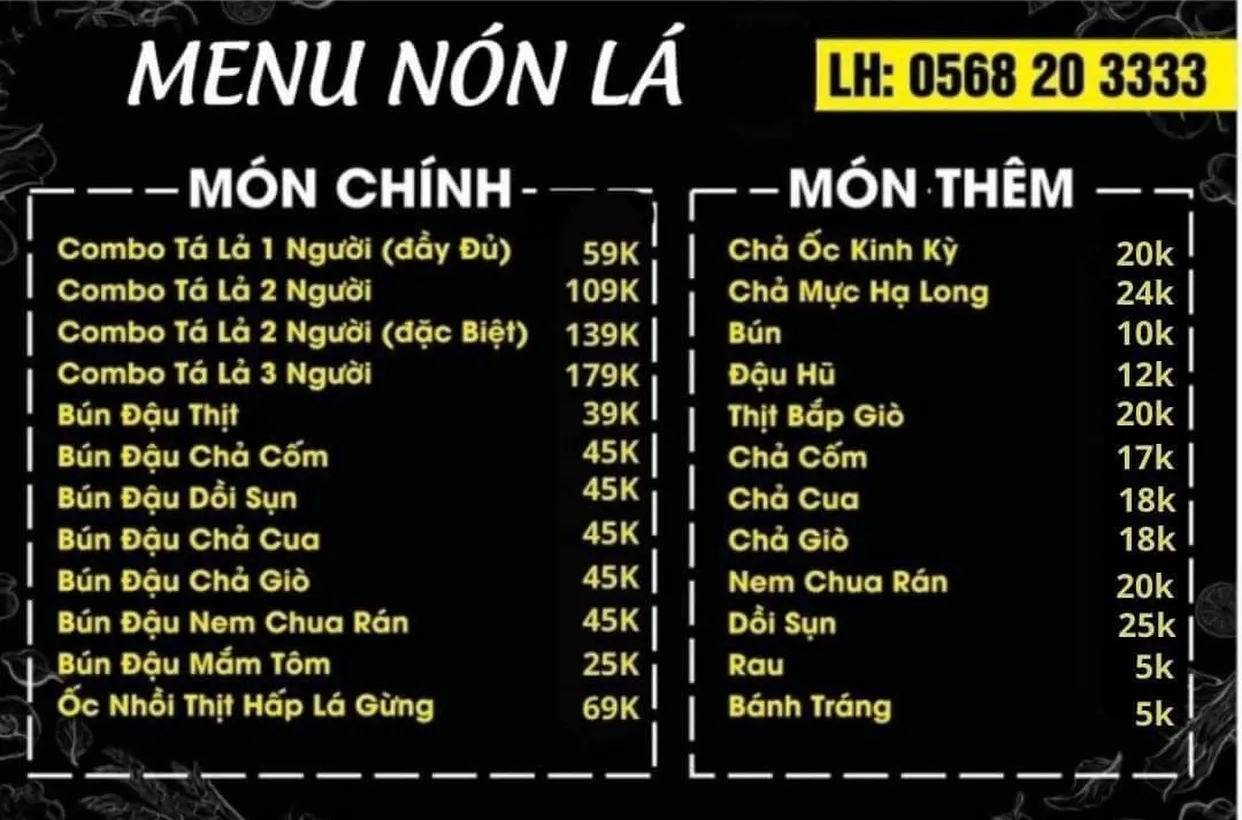 MENU NÓN LÁ
LH: 0568 20 3333
MÓN CHÍNH
Combo Tá Lả 1 Người (đầy Đủ) 59K
Combo Tá Lả 2 Người 109K
Combo Tá Lả 2 Người (đặc Biệt) 139K
Combo Tá Lả 3 Người 179K
Bún Đậu Thịt 39K
Bún Đậu Chả Cốm 45K
Bún Đậu Dồi Sụn 45K
Bún Đậu Chả Cua 45K
Bún Đậu Chả Giò 45K
Bún Đậu Nem Chua Rán 45K
Bún Đậu Mắm Tôm 25K
Ốc Nhồi Thịt Hấp Lá Gừng 69K
MÓN THÊM
Chả Ốc Kinh Kỳ 20k
Chả Mực Hạ Long 24k
Bún 10k
Đậu Hũ 12k
Thịt Bắp Giò 20k
Chả Cốm 17k
Chả Cua 18k
Chả Giò 18k
Nem Chua Rán 20k
Dồi Sụn 25k
Rau 5k
Bánh Tráng 5k